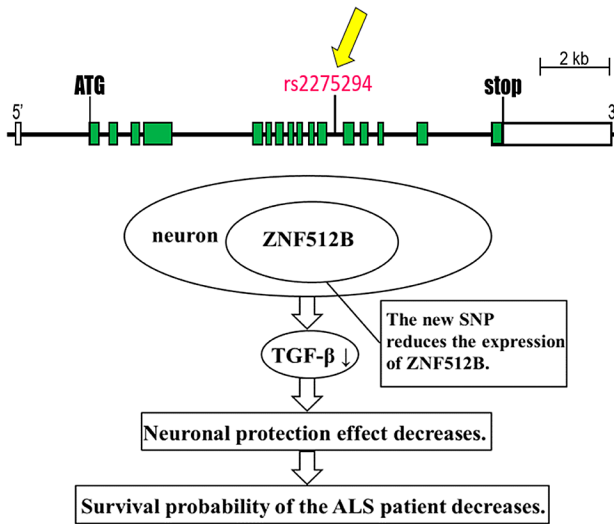 rs2275294
2 kb
ATG
stop
5'
3
neuron
ZNF512B
The new SNP
reduces the expression
of ZNF512B.
TGF-β ↓
Neuronal protection effect decreases.
Survival probability of the ALS patient decreases.